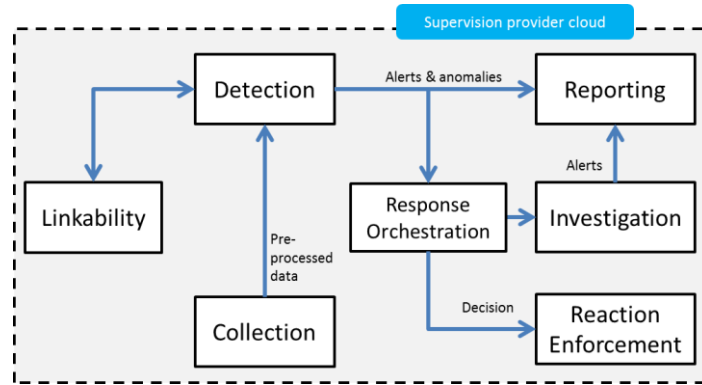 Supervision provider cloud
Detection
Alerts & anomalies
Reporting
Linkability
Pre-
processed
data
Response
Orchestration
Alerts
Investigation
Collection
Decision
Reaction
Enforcement